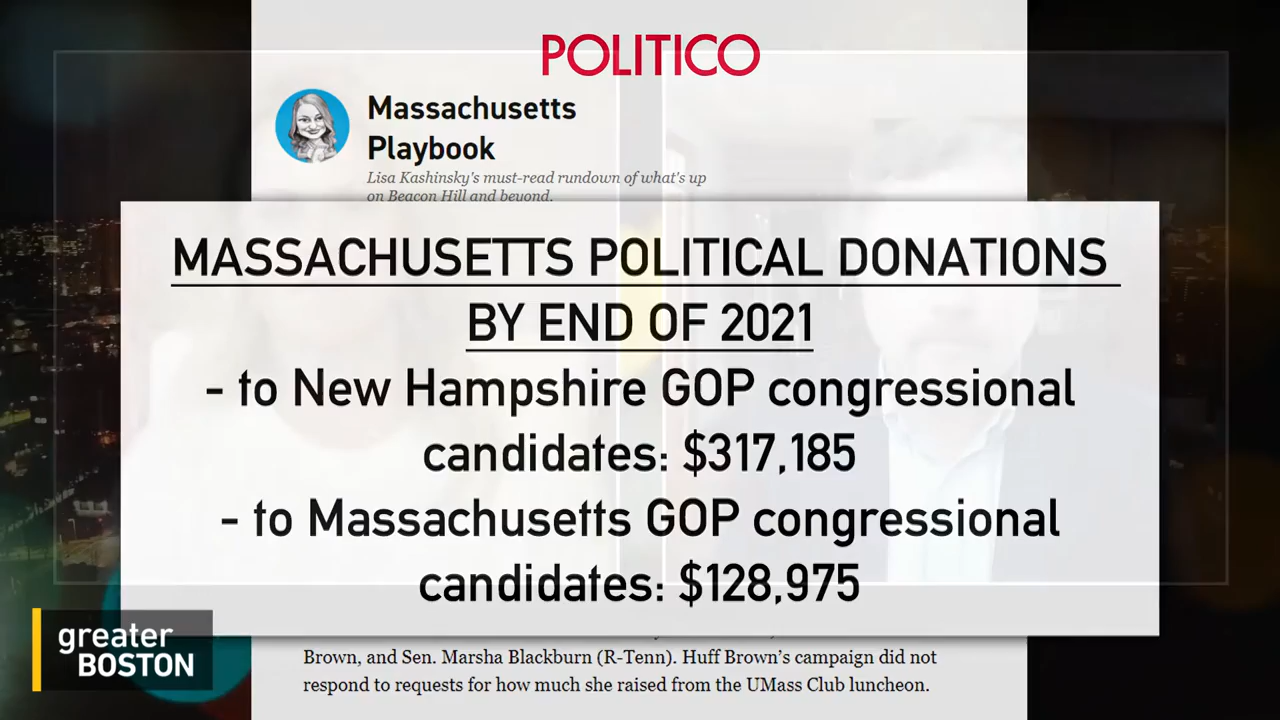 POLITICO
Massachusetts
Playbook
Lisa Kashinsky's must-read rundown of what's up
on Beacon Hill and beyond.
MASSACHUSETTS POLITICAL DONATIONS
BY END OF 2021
- to New Hampshire GOP congressional
candidates: $317,185
- to Massachusetts GOP congressional
candidates: $128,975
greater
BOSTON
Brown, and Sen. Marsha Blackburn (R-Tenn). Huff Brown’s campaign did not
respond to requests for how much she raised from the UMass Club luncheon.